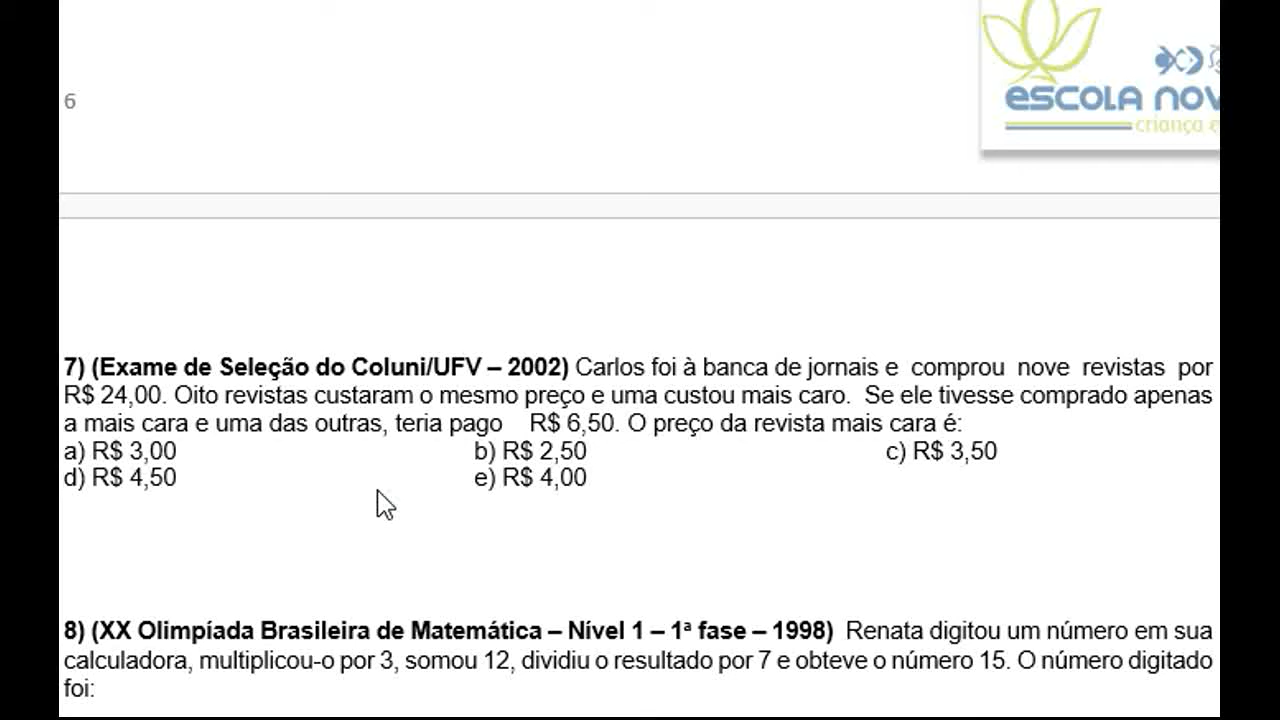 6
escola nov
criança e
7) (Exame de Seleção do Coluni/UFV – 2002) Carlos foi à banca de jornais e comprou nove revistas por
R$ 24,00. Oito revistas custaram o mesmo preço e uma custou mais caro. Se ele tivesse comprado apenas
a mais cara e uma das outras, teria pago R$ 6,50. O preço da revista mais cara é:
a) R$ 3,00 b) R$ 2,50 c) R$ 3,50
d) R$ 4,50 e) R$ 4,00
8) (XX Olimpíada Brasileira de Matemática – Nível 1 – 1ª fase – 1998) Renata digitou um número em sua
calculadora, multiplicou-o por 3, somou 12, dividiu o resultado por 7 e obteve o número 15. O número digitado
foi: